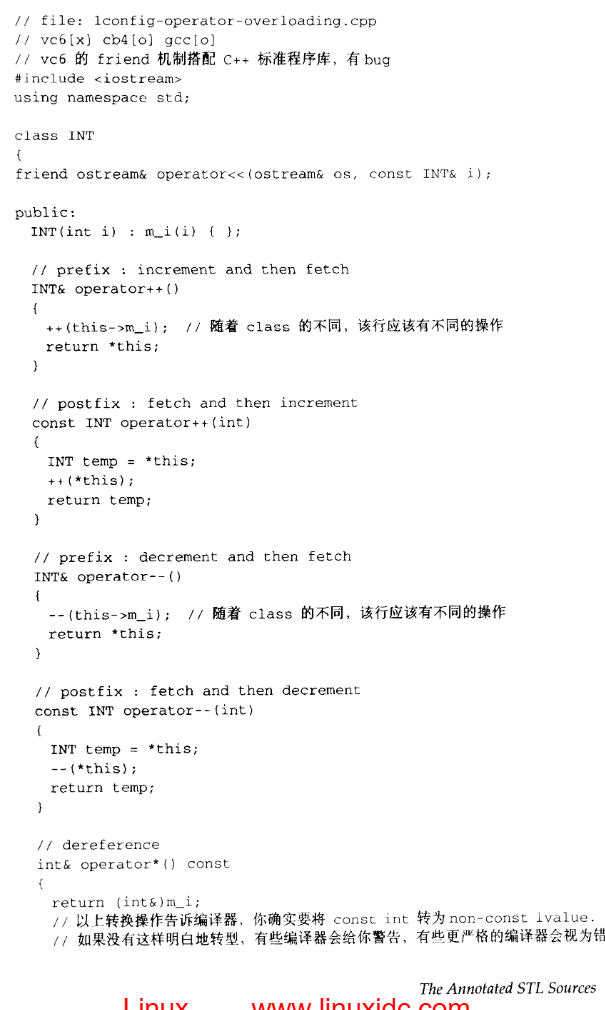 // file: 1config-operator-overloading.cpp
// vc6[x] cb4[o] gcc[o]
// vc6 的 friend 机制搭配 C++ 标准程序库，有 bug
#include <iostream>
using namespace std;
class INT
{
friend ostream& operator<<(ostream& os, const INT& i);
public:
INT(int i) : m_i(i) { };
// prefix : increment and then fetch
INT& operator++()
{
++(this->m_i); // 随着 class 的不同，该行应该有不同的操作
return *this;
}
// postfix : fetch and then increment
const INT operator++(int)
{
INT temp = *this;
++(*this);
return temp;
}
// prefix : decrement and then fetch
INT& operator--()
{
--(this->m_i); // 随着 class 的不同，该行应该有不同的操作
return *this;
}
// postfix : fetch and then decrement
const INT operator--(int)
{
INT temp = *this;
--(*this);
return temp;
}
// dereference
int& operator*() const
{
return (int&)m_i;
// 以上转换操作告诉编译器，你确实要将 const int 转为 non-const lvalue.
// 如果没有这样明白地转型，有些编译器会给你警告，有些更严格的编译器会视为错
The Annotated STL Sources
Linux www.linuxidc.com